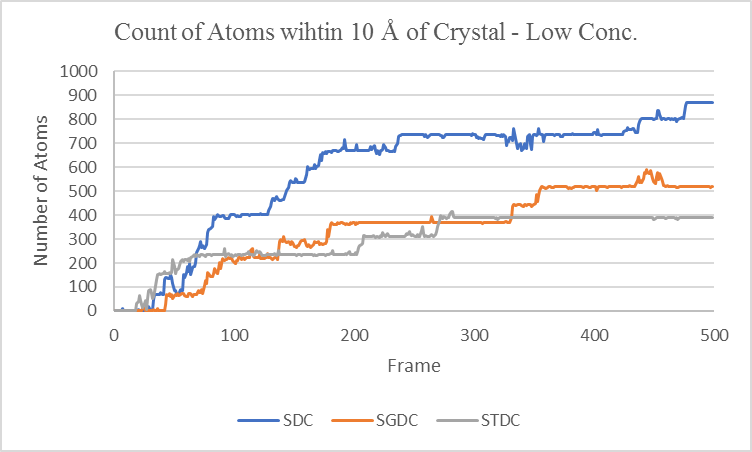 Count of Atoms wihtin 10 Å of Crystal - Low Conc.
1000
900
800
700
600
500
400
300
200
100
0
Number of Atoms
0 100 200 300 400 500
Frame
SDC SGDC STDC